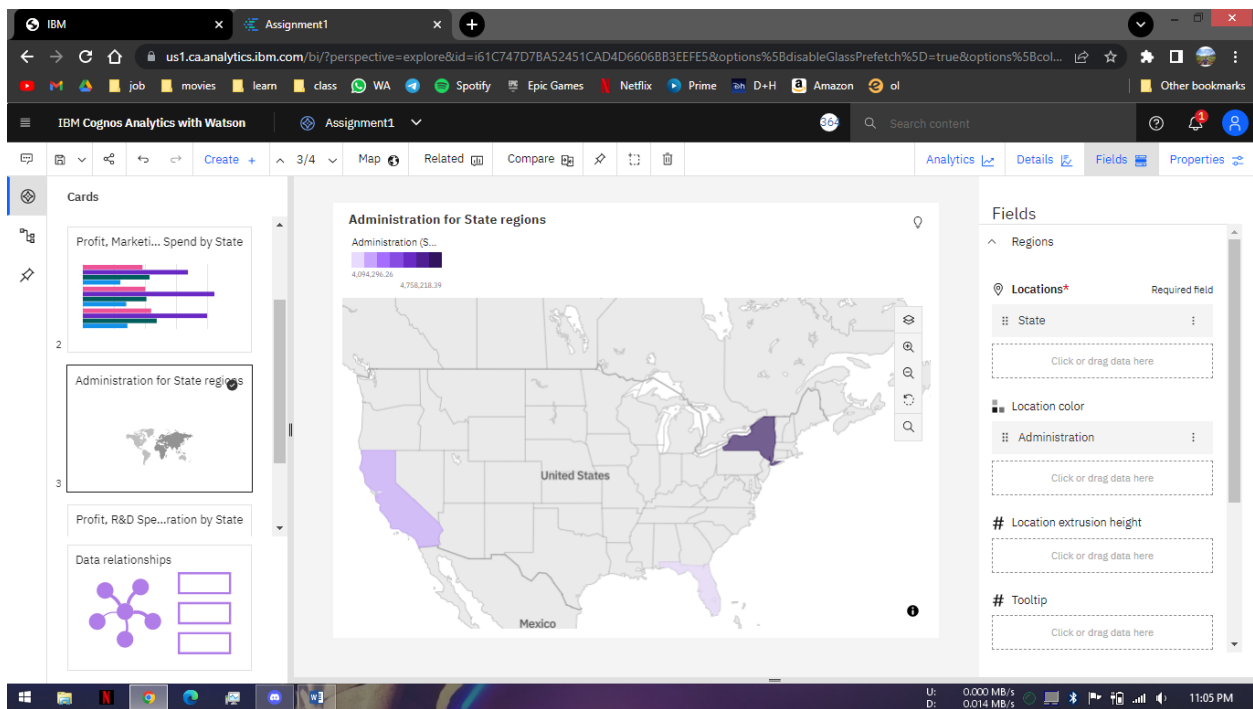 IBM
Assignment1
us1.ca.analytics.ibm.com/bi/?perspective=explore&id=i61C747D7BA52451CAD4D6606BB3EEFE5&options%5BdisableGlassPrefetch%5D=true&options%5Bcol...
job movies learn class WA Spotify Epic Games Netflix Prime D+H Amazon ol Other bookmarks
IBM Cognos Analytics with Watson Assignment1 364 Search content 1
Create + 3/4 Map Related Compare Analytics Details Fields Properties
Cards
Profit, Marketi... Spend by State
2
Administration for State regions
3
Profit, R&D Spe...ration by State
Data relationships
Administration for State regions
Administration (S...
4,094,296.26
4,758,218.39
United States
Mexico
Fields
Regions
Locations* Required field
State
Click or drag data here
Location color
Administration
Click or drag data here
# Location extrusion height
Click or drag data here
# Tooltip
Click or drag data here
U: 0.000 MB/s
D: 0.014 MB/s
11:05 PM